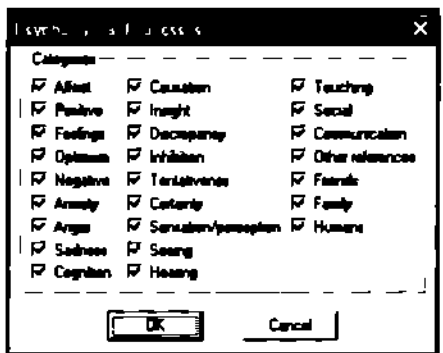 Categories
Affect
Positive
Feelings
Optimism
Negative
Anxiety
Anger
Sadness
Cognition
Causation
Insight
Discrepancy
Inhibition
Tentativeness
Certainty
Sensation/perception
Seeing
Hearing
Touching
Social
Communication
Other references
Friends
Family
Humans
OK
Cancel